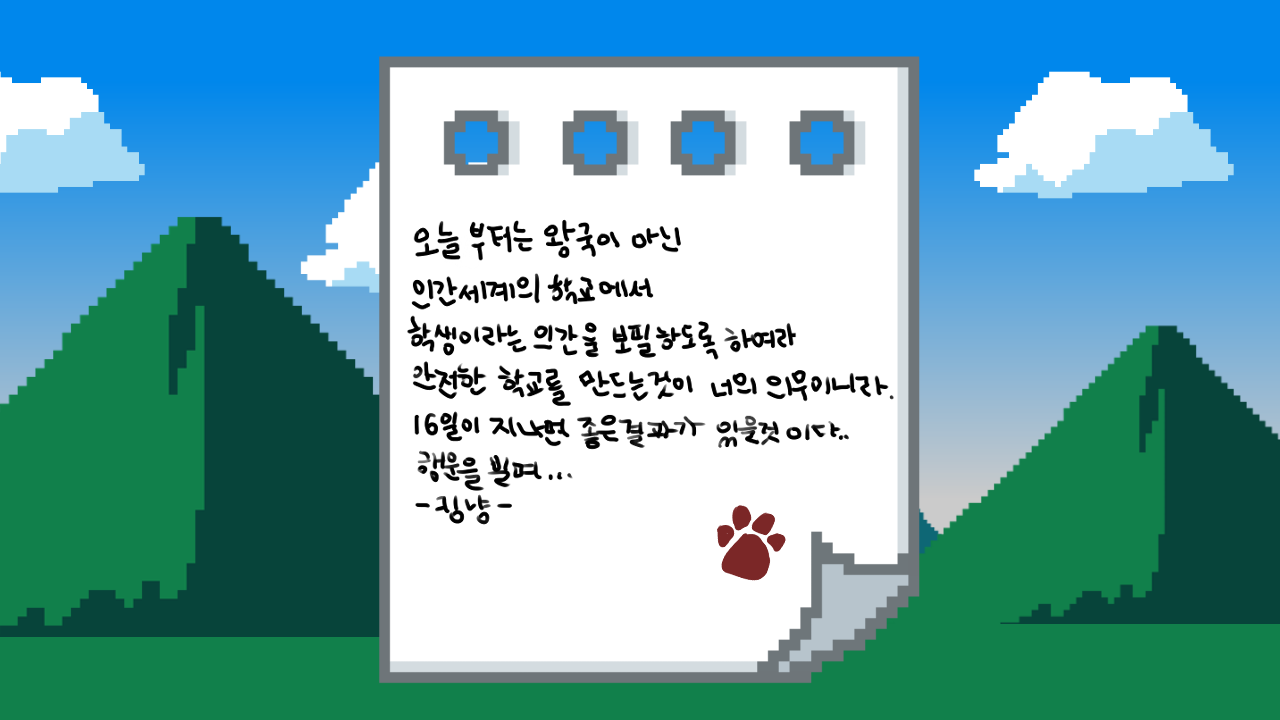 오늘 부터는 왕국이 아닌
인간세계의 학교에서
학생이라는 인간을 보필하도록 하여라
안전한 학교를 만드는것이 너의 의무이니라.
16일이 지나면 좋은결과가 있을것 이다..
행운을 빌며...
-킹냥-